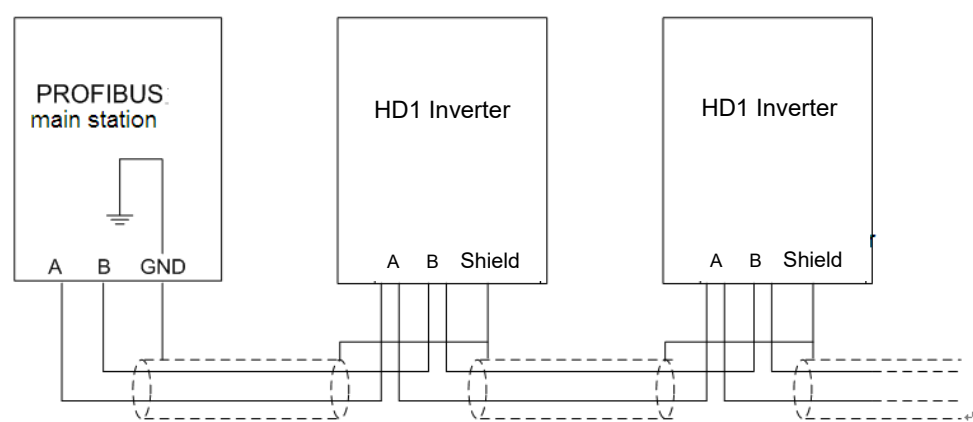 PROFIBUS
main station
A B GND
HD1 Inverter
A B Shield
HD1 Inverter
A B Shield